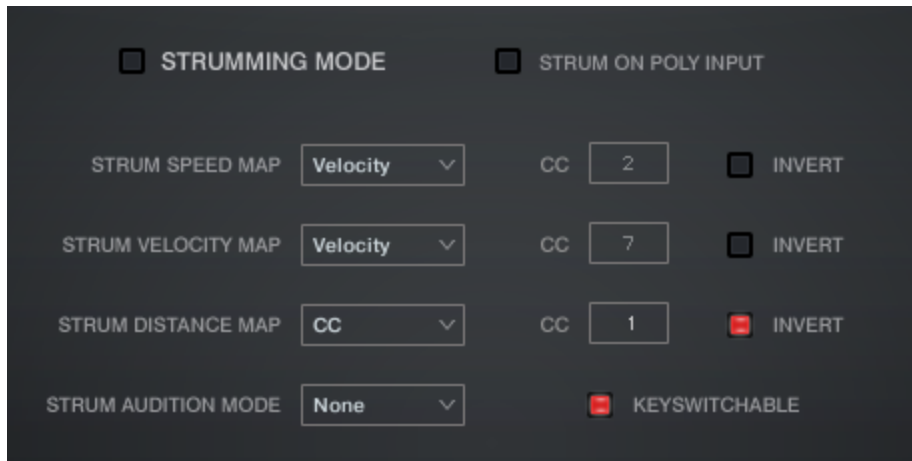 STRUMMING MODE STRUM ON POLY INPUT
STRUM SPEED MAP Velocity CC 2 INVERT
STRUM VELOCITY MAP Velocity CC 7 INVERT
STRUM DISTANCE MAP CC CC 1 INVERT
STRUM AUDITION MODE None KEYSWITCHABLE